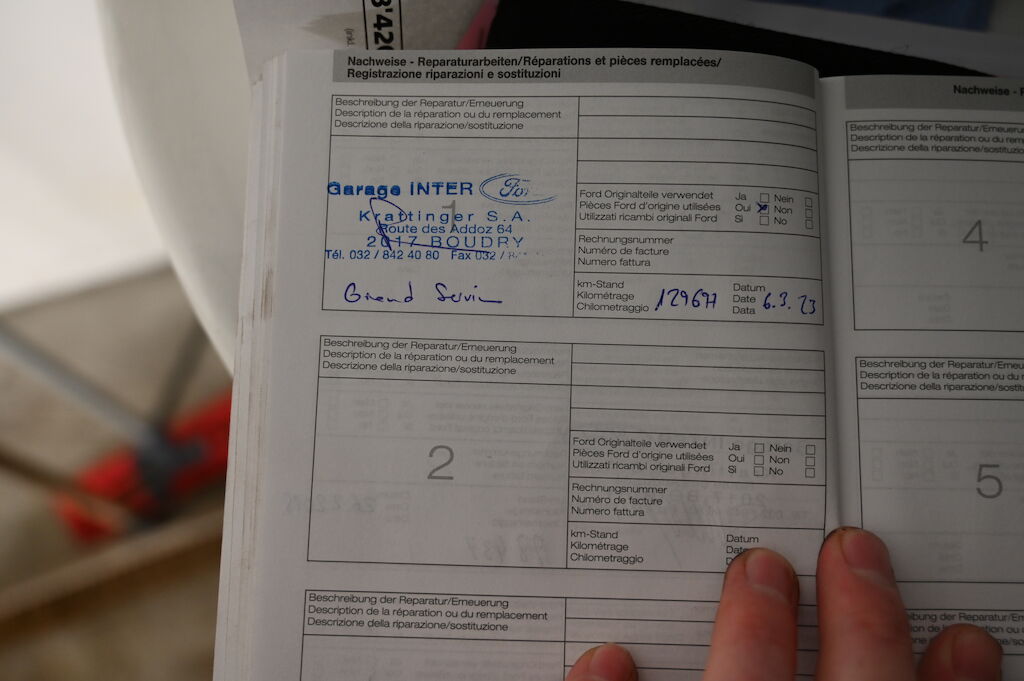 Nachweise - Reparaturarbeiten/Réparations et pièces remplacées/
Registrazione riparazioni e sostituzioni
Beschreibung der Reparatur/Erneuerung
Description de la réparation ou du remplacement
Descrizione della riparazione/sostituzione
1
Garage INTER Ford
Krattinger S.A.
Route des Addoz 64
2017 BOUDRY
Tél. 032 / 842 40 80 Fax 032 /
Grand Service
Ford Originalteile verwendet Ja Nein
Pièces Ford d'origine utilisées Oui Non
Utilizzati ricambi originali Ford Si No
Rechnungsnummer
Numéro de facture
Numero fattura
km-Stand Datum
Kilométrage Date
Chilometraggio 129671 Data 6.3.23
Beschreibung der Reparatur/Erneuerung
Description de la réparation ou du remplacement
Descrizione della riparazione/sostituzione
2
Ford Originalteile verwendet Ja Nein
Pièces Ford d'origine utilisées Oui Non
Utilizzati ricambi originali Ford Si No
Rechnungsnummer
Numéro de facture
Numero fattura
km-Stand Datum
Kilométrage Date
Chilometraggio
Beschreibung der Reparatur/Erneuerung
Description de la réparation ou du remplacement
Descrizione della riparazione/sostituzione
Nachweise -
Beschreibung der Reparatur/Erneuerung
Description de la réparation ou du
Descrizione della riparazione/
4
Beschreibung der Reparatur/
Description de la réparation ou du
Descrizione della riparazione/
5